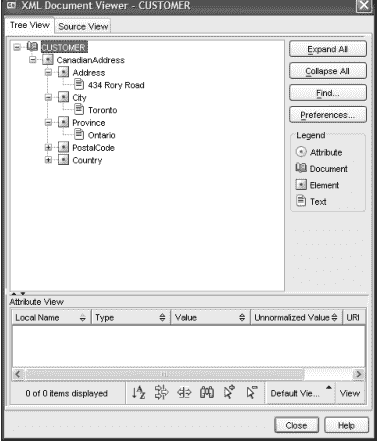 XML Document Viewer - CUSTOMER
Tree View
Source View
CUSTOMER
CanadianAddress
Address
434 Rory Road
City
Toronto
Province
Ontario
PostalCode
Country
Expand All
Collapse All
Find...
Preferences...
Legend
Attribute
Document
Element
Text
Attribute View
Local Name
Type
Value
Unnormalized Value
URI
0 of 0 items displayed
Default Vie...
View
Close
Help